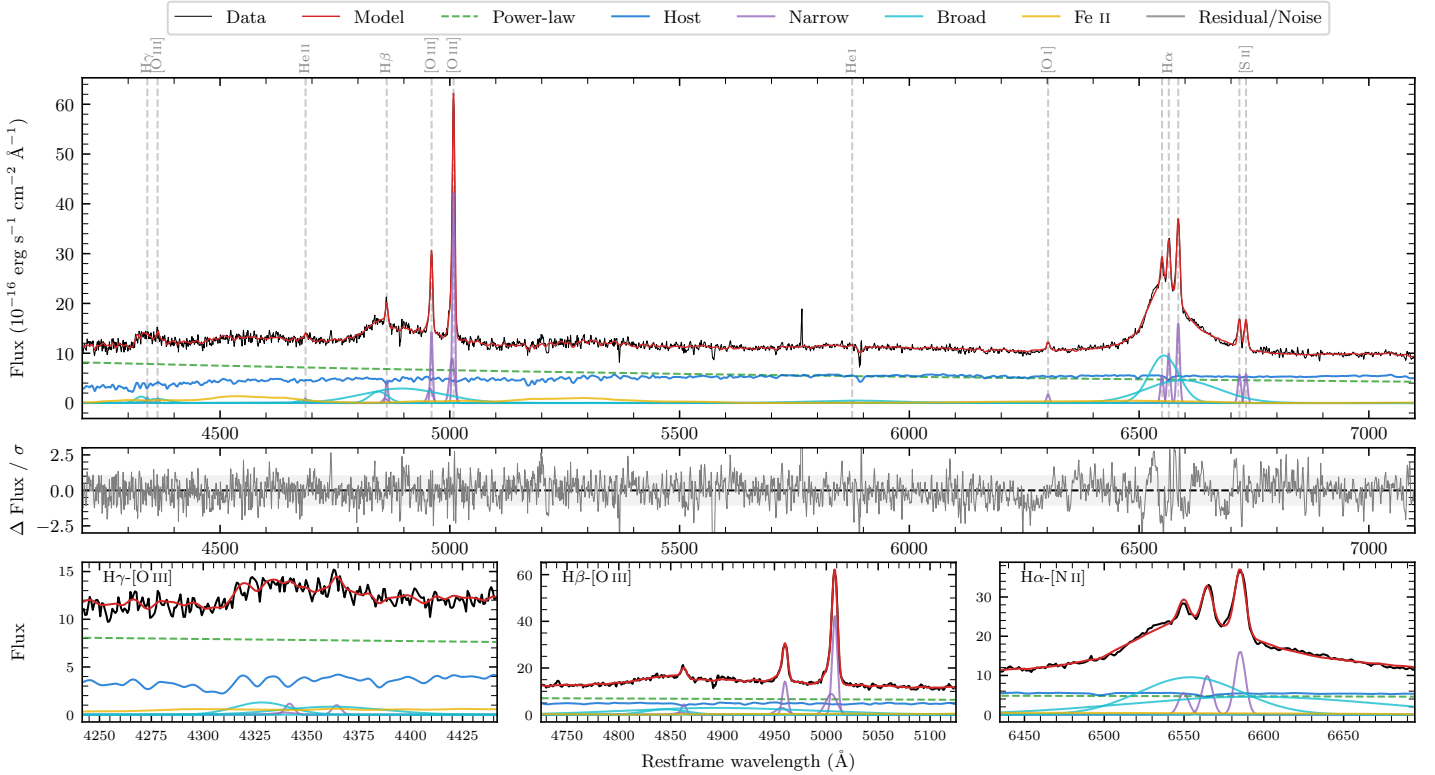 Data Model Power-law Host Narrow Broad Fe II Residual/Noise
Hγ [O III] He II Hβ [O III] [O III] He I [O I] Hα [S II]
Flux (10⁻¹⁶ erg s⁻¹ cm⁻² Å⁻¹)
60
50
40
30
20
10
0
4500 5000 5500 6000 6500 7000
Δ Flux / σ
2.5
0.0
−2.5
4500 5000 5500 6000 6500 7000
Flux
Hγ-[O III]
15
12
9
6
3
0
4250 4275 4300 4325 4350 4375 4400 4425
Hβ-[O III]
60
40
20
0
4750 4800 4850 4900 4950 5000 5050 5100
Hα-[N II]
30
20
10
0
6450 6500 6550 6600 6650
Restframe wavelength (Å)